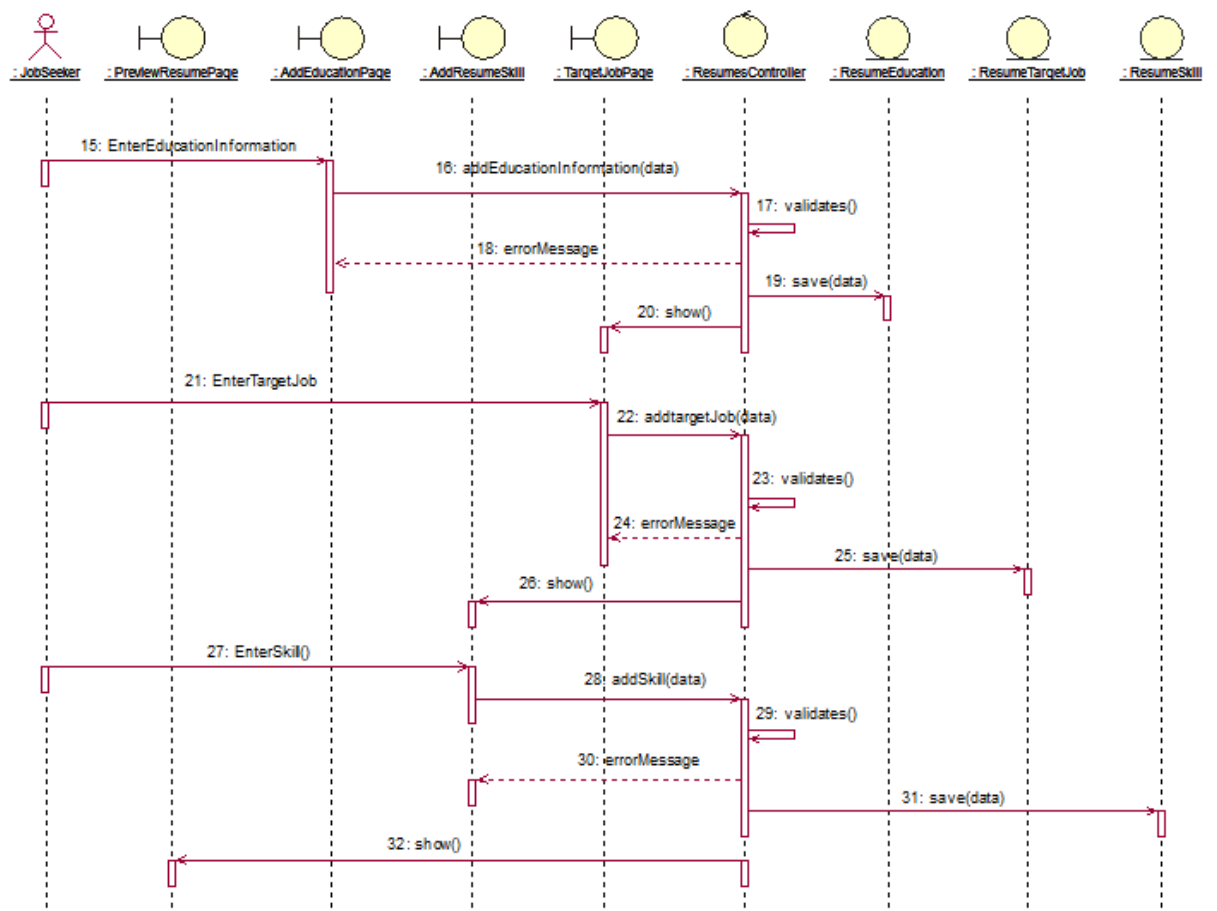 : JobSeeker
: PreviewResumePage
: AddEducationPage
: AddResumeSkill
: TargetJobPage
: ResumesController
: ResumeEducation
: ResumeTargetJob
: ResumeSkill
15: EnterEducationInformation
16: addEducationInformation(data)
17: validates()
18: errorMessage
19: save(data)
20: show()
21: EnterTargetJob
22: addtargetJob(data)
23: validates()
24: errorMessage
25: save(data)
26: show()
27: EnterSkill()
28: addSkill(data)
29: validates()
30: errorMessage
31: save(data)
32: show()